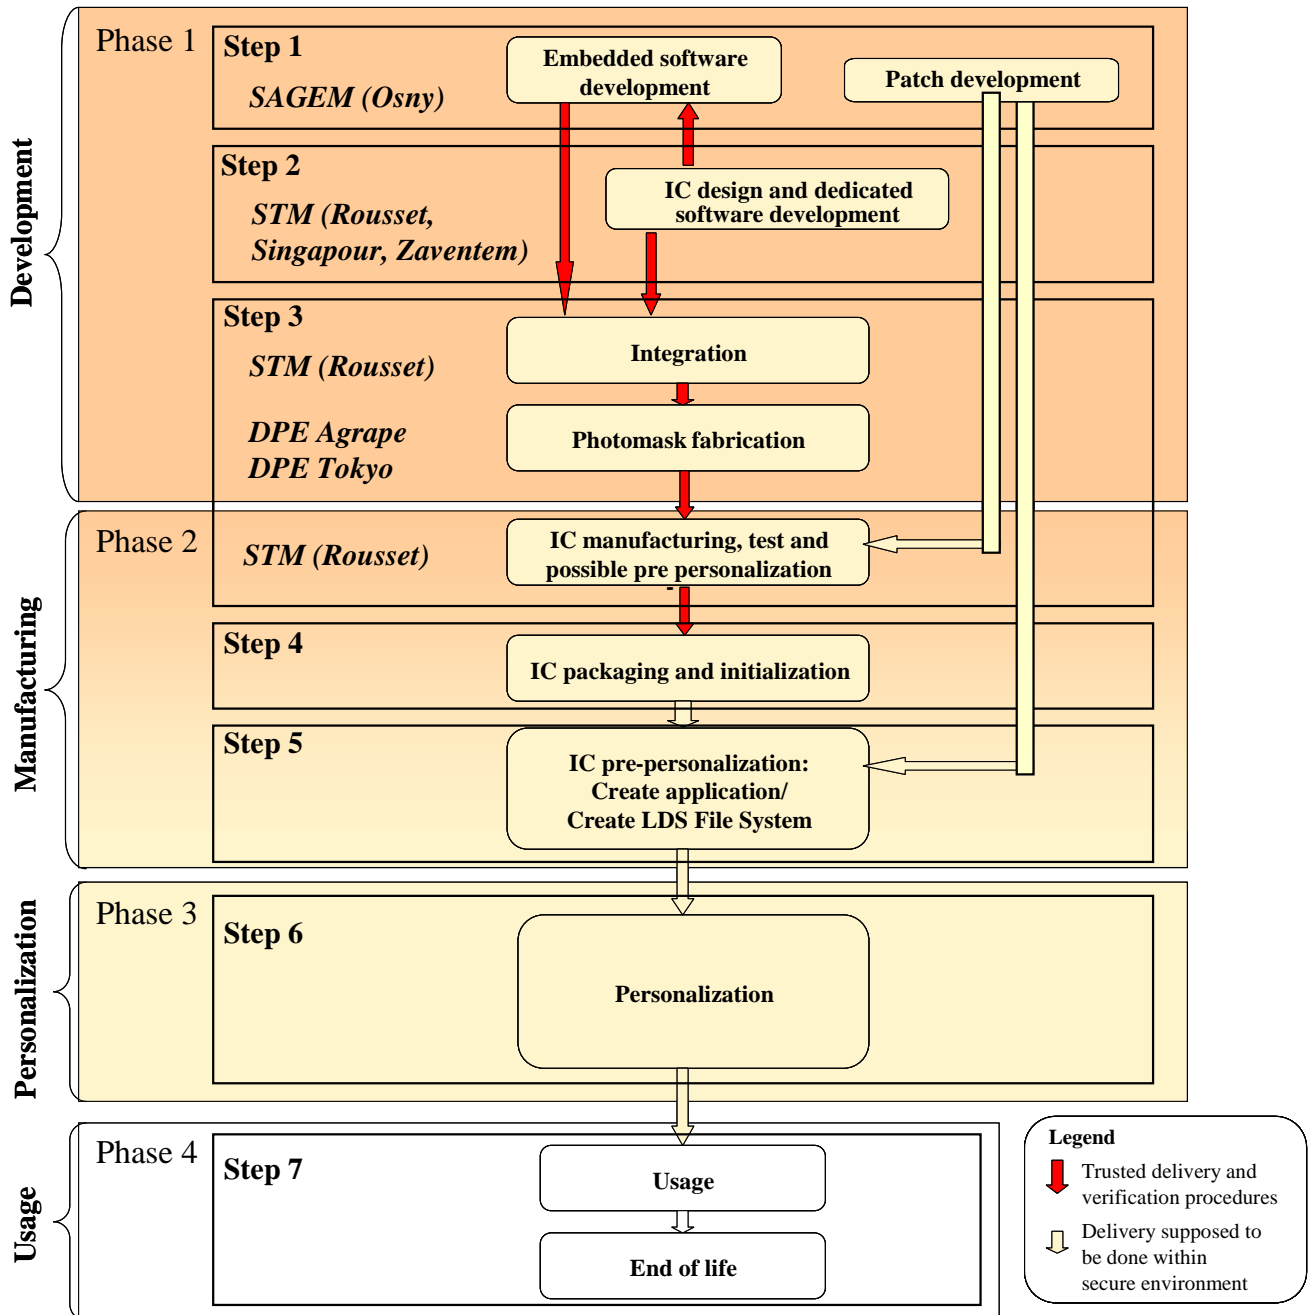 Development
Phase 1
Step 1
SAGEM (Osny)
Embedded software
development
Patch development
Step 2
STM (Rousset,
Singapour, Zaventem)
IC design and dedicated
software development
Step 3
STM (Rousset)
Integration
DPE Agrape
DPE Tokyo
Photomask fabrication
Manufacturing
Phase 2
STM (Rousset)
IC manufacturing, test and
possible pre personalization
-
Step 4
IC packaging and initialization
Step 5
IC pre-personalization:
Create application/
Create LDS File System
Personalization
Phase 3
Step 6
Personalization
Usage
Phase 4
Step 7
Usage
End of life
Legend
Trusted delivery and
verification procedures
Delivery supposed to
be done within
secure environment